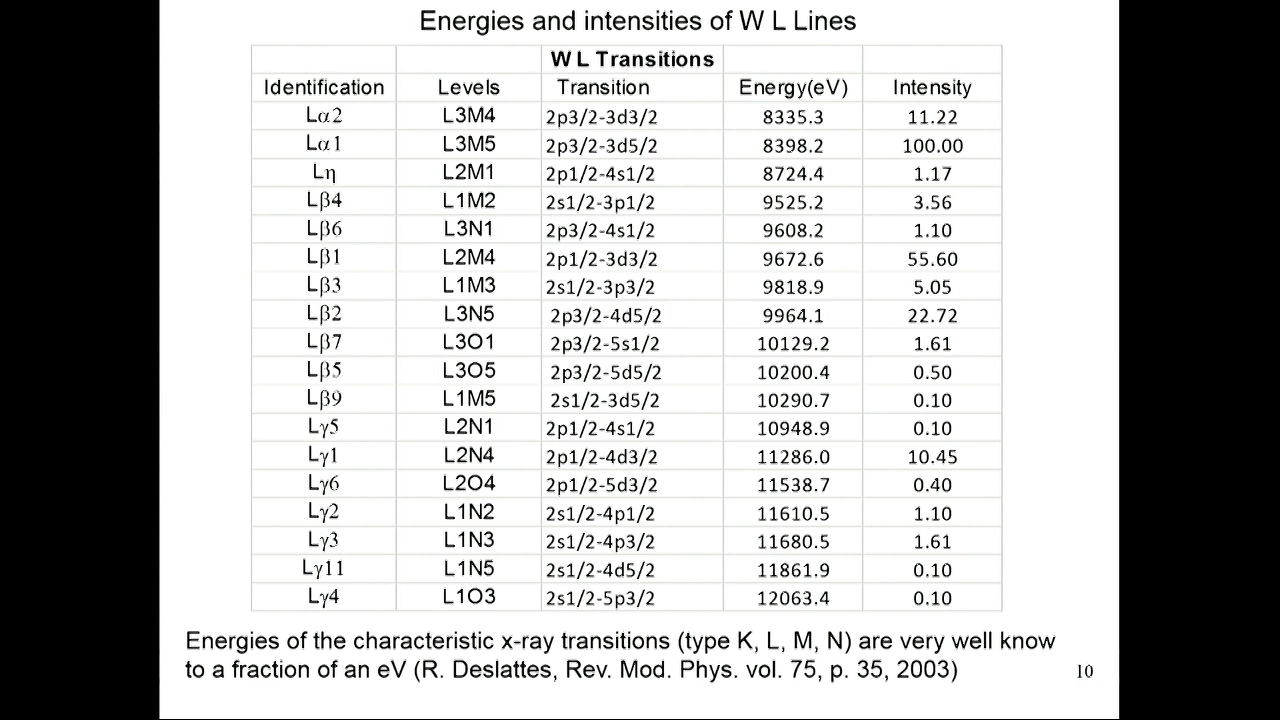 Energies and intensities of W L Lines
W L Transitions
Identification Levels Transition Energy(eV) Intensity
Lα2 L3M4 2p3/2-3d3/2 8335.3 11.22
Lα1 L3M5 2p3/2-3d5/2 8398.2 100.00
Lη L2M1 2p1/2-4s1/2 8724.4 1.17
Lβ4 L1M2 2s1/2-3p1/2 9525.2 3.56
Lβ6 L3N1 2p3/2-4s1/2 9608.2 1.10
Lβ1 L2M4 2p1/2-3d3/2 9672.6 55.60
Lβ3 L1M3 2s1/2-3p3/2 9818.9 5.05
Lβ2 L3N5 2p3/2-4d5/2 9964.1 22.72
Lβ7 L3O1 2p3/2-5s1/2 10129.2 1.61
Lβ5 L3O5 2p3/2-5d5/2 10200.4 0.50
Lβ9 L1M5 2s1/2-3d5/2 10290.7 0.10
Lγ5 L2N1 2p1/2-4s1/2 10948.9 0.10
Lγ1 L2N4 2p1/2-4d3/2 11286.0 10.45
Lγ6 L2O4 2p1/2-5d3/2 11538.7 0.40
Lγ2 L1N2 2s1/2-4p1/2 11610.5 1.10
Lγ3 L1N3 2s1/2-4p3/2 11680.5 1.61
Lγ11 L1N5 2s1/2-4d5/2 11861.9 0.10
Lγ4 L1O3 2s1/2-5p3/2 12063.4 0.10
Energies of the characteristic x-ray transitions (type K, L, M, N) are very well know
to a fraction of an eV (R. Deslattes, Rev. Mod. Phys. vol. 75, p. 35, 2003)
10